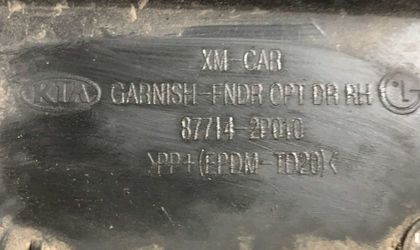 XM-CAR
KIA GARNISH-FNDR OPT DR RH LG
87714-2P010
>PP+(EPDM-TD20)<